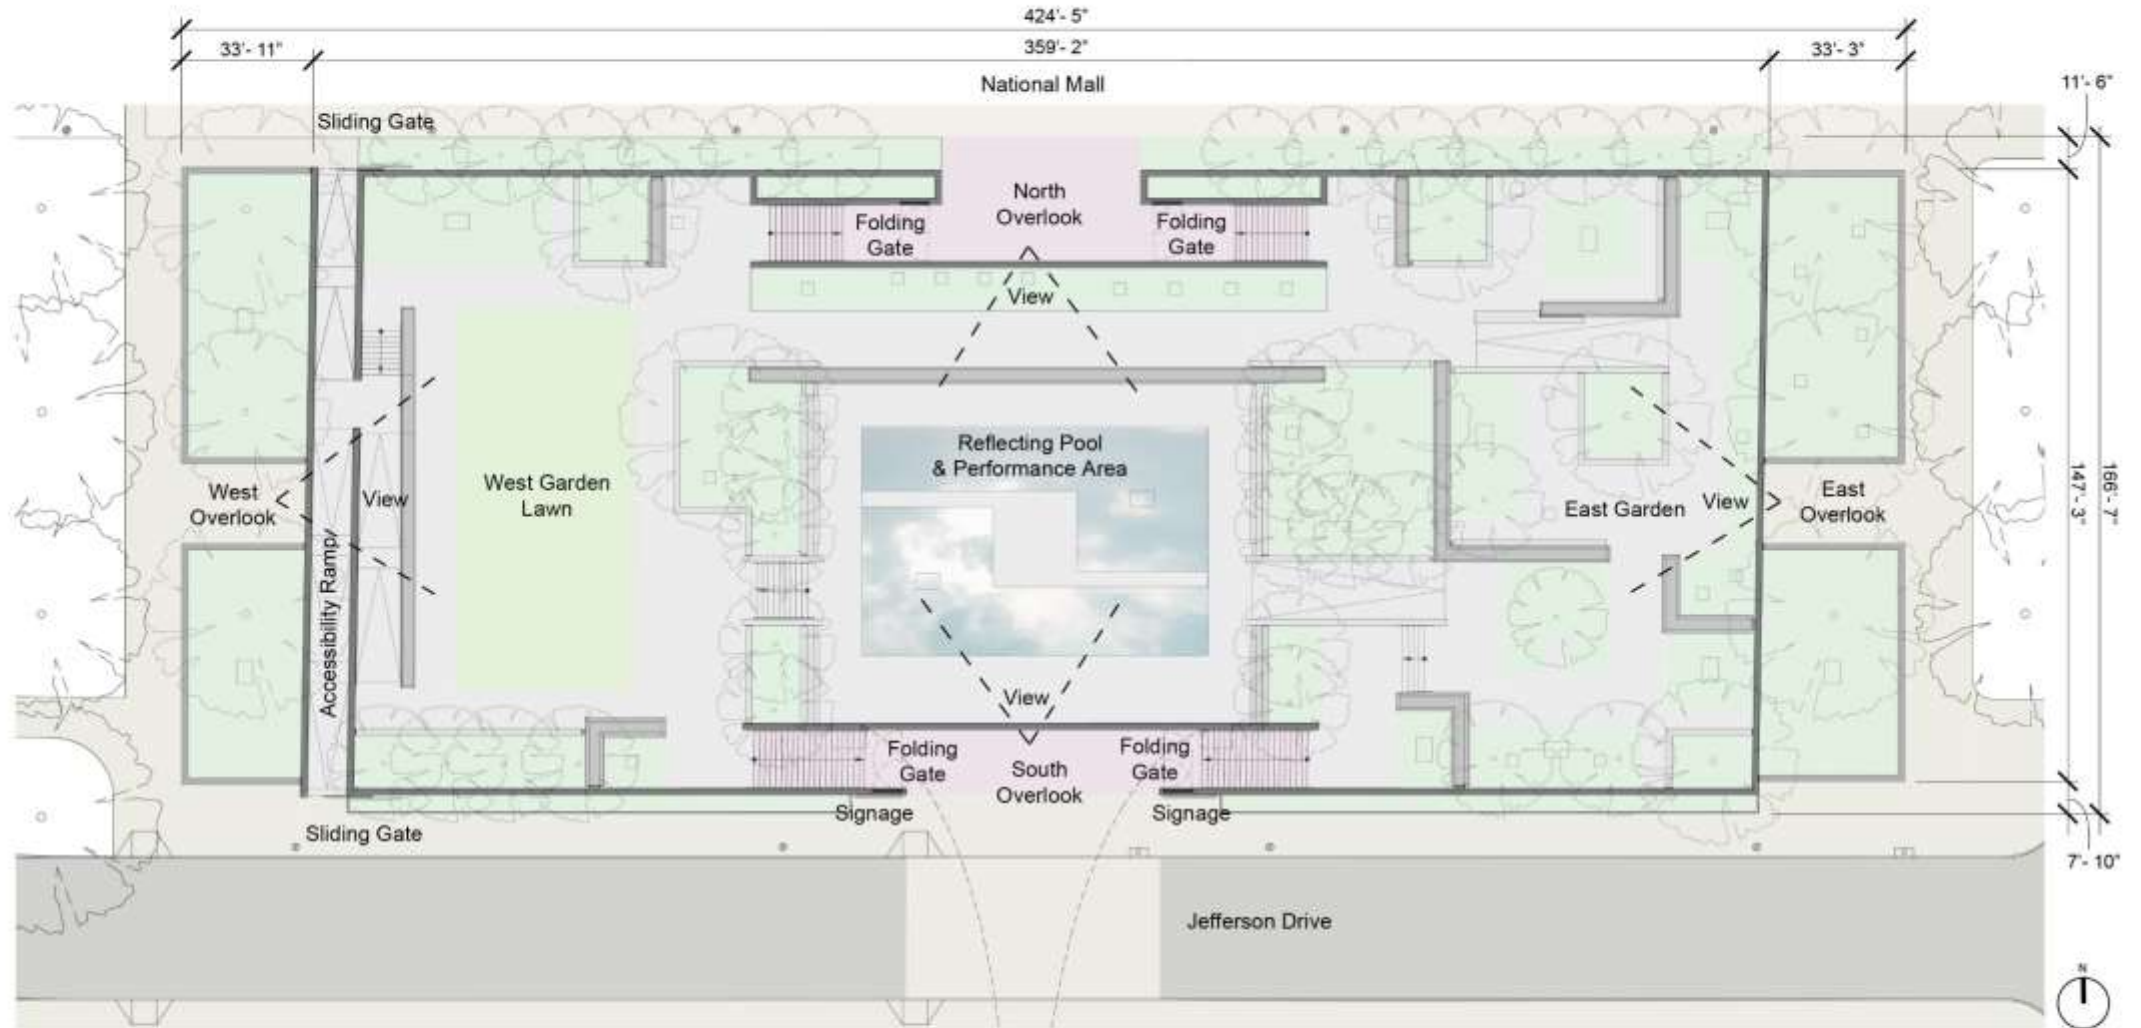 424'- 5"
33'- 11"
359'- 2"
33'- 3"
11'- 6"
National Mall
Sliding Gate
North
Overlook
Folding
Gate
Folding
Gate
View
Reflecting Pool
& Performance Area
West Garden
Lawn
West
Overlook
View
Accessibility Ramp
East Garden
View
East
Overlook
147'- 3"
166'- 7"
View
Folding
Gate
Folding
Gate
South
Overlook
Signage
Signage
Sliding Gate
7'- 10"
Jefferson Drive
N